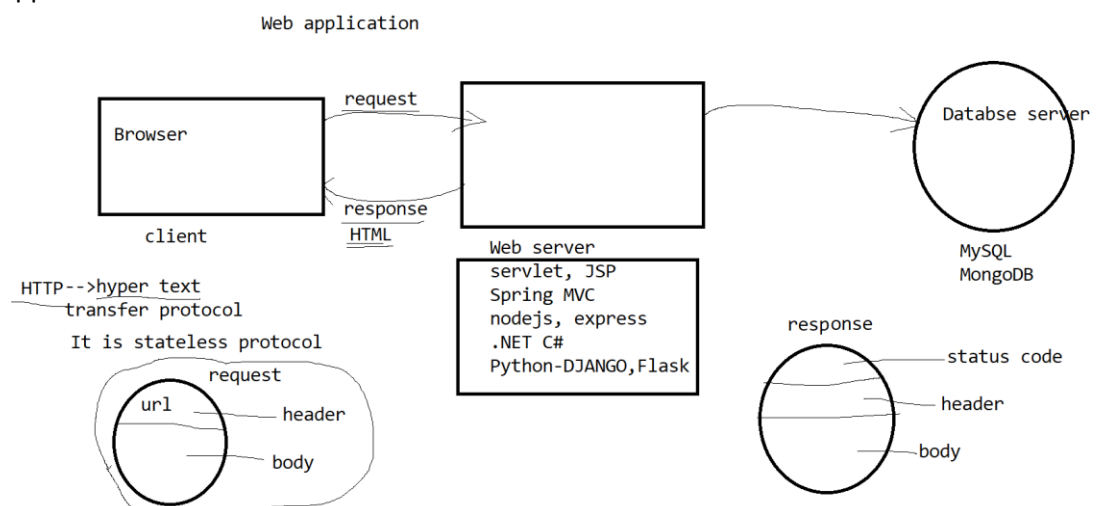 Web application
request
Browser
Databse server
response
HTML
client
Web server
servlet, JSP
Spring MVC
nodejs, express
.NET C#
Python-DJANGO,Flask
MySQL
MongoDB
HTTP-->hyper text
transfer protocol
It is stateless protocol
request
url
header
body
response
status code
header
body